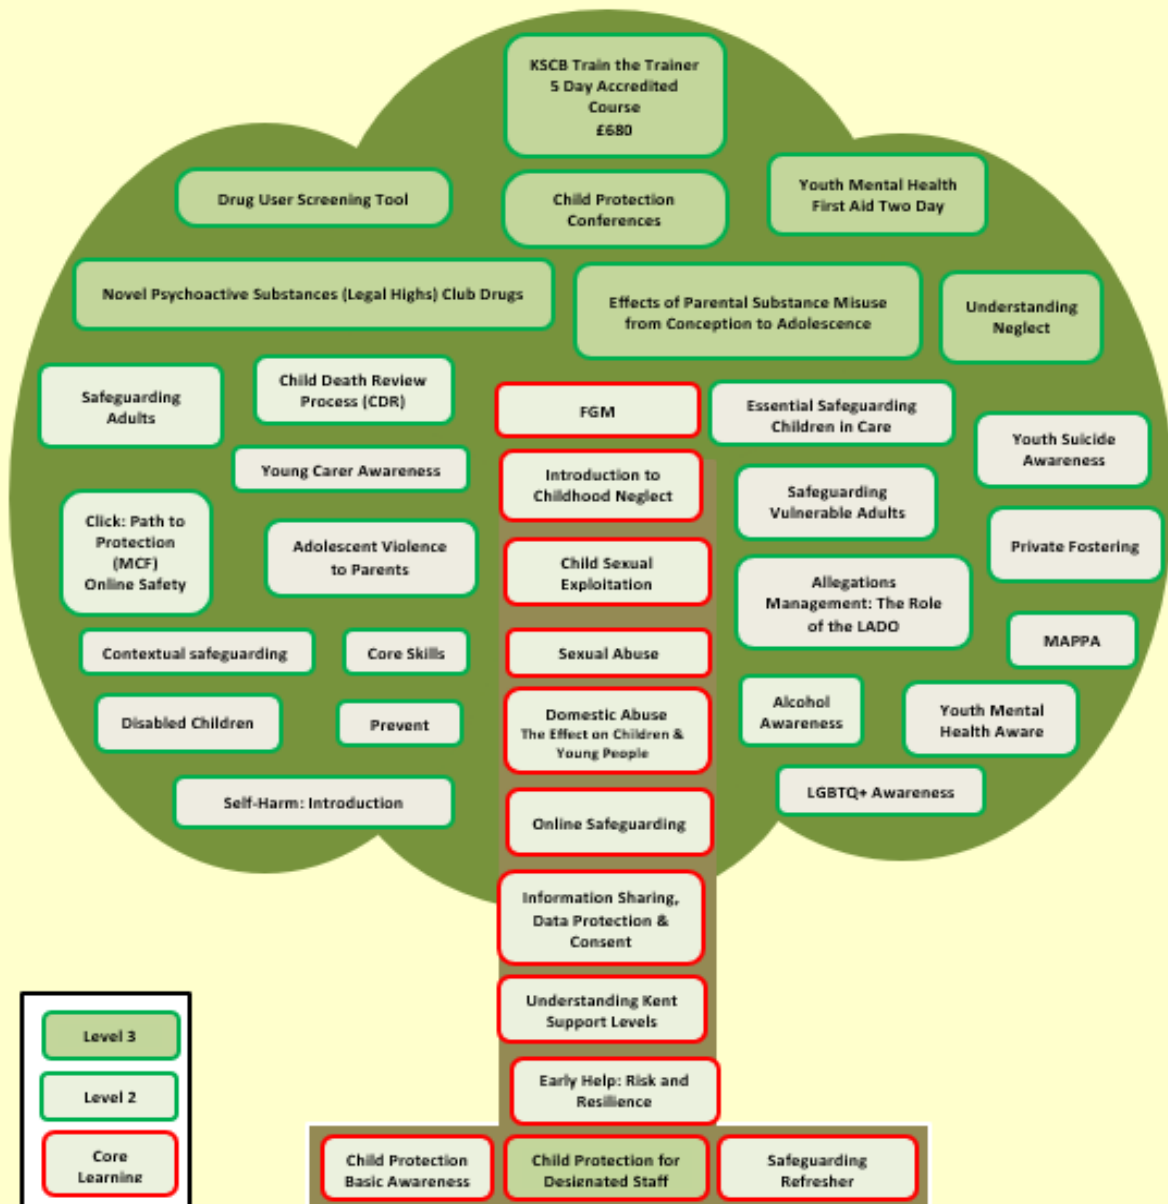 KSCB Train the Trainer
5 Day Accredited
Course
£680
Drug User Screening Tool
Child Protection
Conferences
Youth Mental Health
First Aid Two Day
Novel Psychoactive Substances (Legal Highs) Club Drugs
Effects of Parental Substance Misuse
from Conception to Adolescence
Understanding
Neglect
Safeguarding
Adults
Child Death Review
Process (CDR)
FGM
Essential Safeguarding
Children in Care
Youth Suicide
Awareness
Young Carer Awareness
Introduction to
Childhood Neglect
Safeguarding
Vulnerable Adults
Click: Path to
Protection
(MCF)
Online Safety
Adolescent Violence
to Parents
Child Sexual
Exploitation
Private Fostering
Allegations
Management: The Role
of the LADO
MAPPA
Contextual safeguarding
Core Skills
Sexual Abuse
Disabled Children
Prevent
Domestic Abuse
The Effect on Children &
Young People
Alcohol
Awareness
Youth Mental
Health Aware
Self-Harm: Introduction
Online Safeguarding
LGBTQ+ Awareness
Information Sharing,
Data Protection &
Consent
Understanding Kent
Support Levels
Early Help: Risk and
Resilience
Child Protection
Basic Awareness
Child Protection for
Designated Staff
Safeguarding
Refresher
Level 3
Level 2
Core
Learning